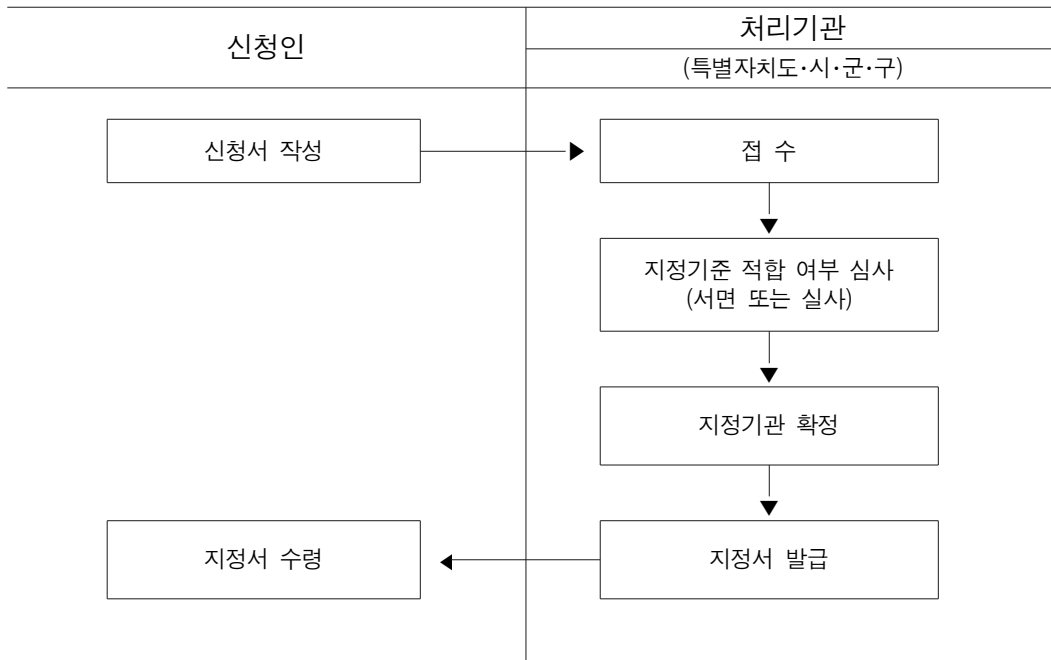 신청인
처리기관
(특별자치도·시·군·구)
신청서 작성
접 수
지정기준 적합 여부 심사
(서면 또는 실사)
지정기관 확정
지정서 수령
지정서 발급